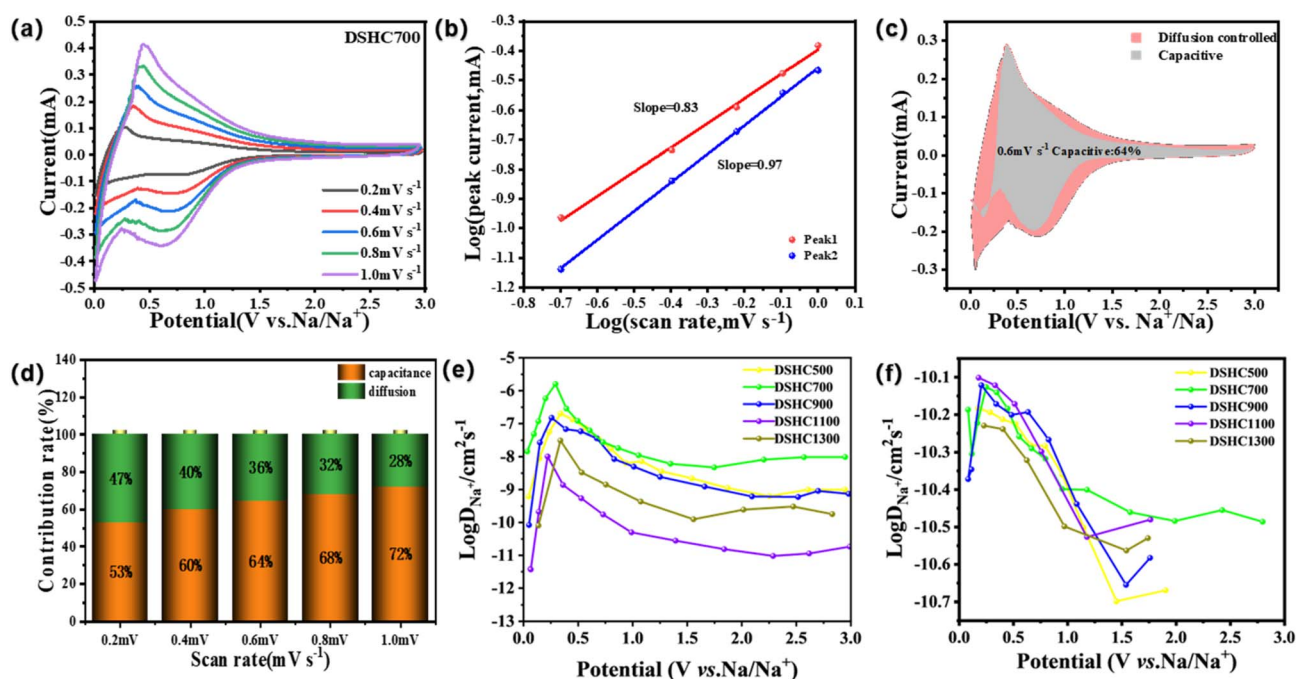 (a)
DSHC700
0.5
0.4
0.3
0.2
0.1
0.0
-0.1
-0.2
-0.3
-0.4
-0.5
Current(mA)
0.2mV s-1
0.4mV s-1
0.6mV s-1
0.8mV s-1
1.0mV s-1
0.0 0.5 1.0 1.5 2.0 2.5 3.0
Potential(V vs.Na/Na+)
(b)
-0.3
-0.4
-0.5
-0.6
-0.7
-0.8
-0.9
-1.0
-1.1
-1.2
Log(peak current,mA)
Slope=0.83
Slope=0.97
Peak1
Peak2
-0.8 -0.7 -0.6 -0.5 -0.4 -0.3 -0.2 -0.1 0.0 0.1
Log(scan rate,mV s-1)
(c)
Diffusion controlled
Capacitive
0.3
0.2
0.1
0.0
-0.1
-0.2
-0.3
Current(mA)
0.6mV s-1 Capacitive:64%
0.0 0.5 1.0 1.5 2.0 2.5 3.0
Potential(V vs. Na+/Na)
(d)
140
120
100
80
60
40
20
0
Contribution rate(%)
capacitance
diffusion
47% 40% 36% 32% 28%
53% 60% 64% 68% 72%
0.2mV 0.4mV 0.6mV 0.8mV 1.0mV
Scan rate(mV s-1)
(e)
-5
-6
-7
-8
-9
-10
-11
-12
-13
LogDNa+/cm2s-1
DSHC500
DSHC700
DSHC900
DSHC1100
DSHC1300
0.0 0.5 1.0 1.5 2.0 2.5 3.0
Potential (V vs.Na/Na+)
(f)
-10.1
-10.2
-10.3
-10.4
-10.5
-10.6
-10.7
LogDNa+/cm2s-1
DSHC500
DSHC700
DSHC900
DSHC1100
DSHC1300
0.0 0.5 1.0 1.5 2.0 2.5 3.0
Potential (V vs.Na/Na+)